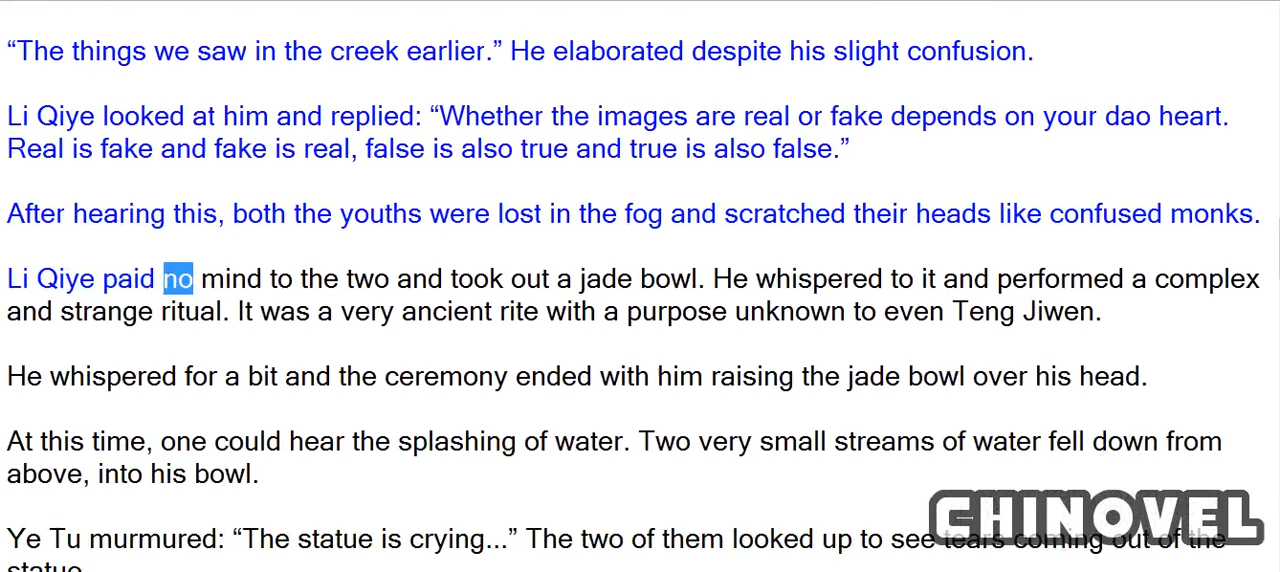 “The things we saw in the creek earlier.” He elaborated despite his slight confusion.
Li Qiye looked at him and replied: “Whether the images are real or fake depends on your dao heart.
Real is fake and fake is real, false is also true and true is also false.”
After hearing this, both the youths were lost in the fog and scratched their heads like confused monks.
Li Qiye paid no mind to the two and took out a jade bowl. He whispered to it and performed a complex
and strange ritual. It was a very ancient rite with a purpose unknown to even Teng Jiwen.
He whispered for a bit and the ceremony ended with him raising the jade bowl over his head.
At this time, one could hear the splashing of water. Two very small streams of water fell down from
above, into his bowl.
Ye Tu murmured: “The statue is crying...” The two of them looked up to see tears coming out of the
statue.
CHINOVEL